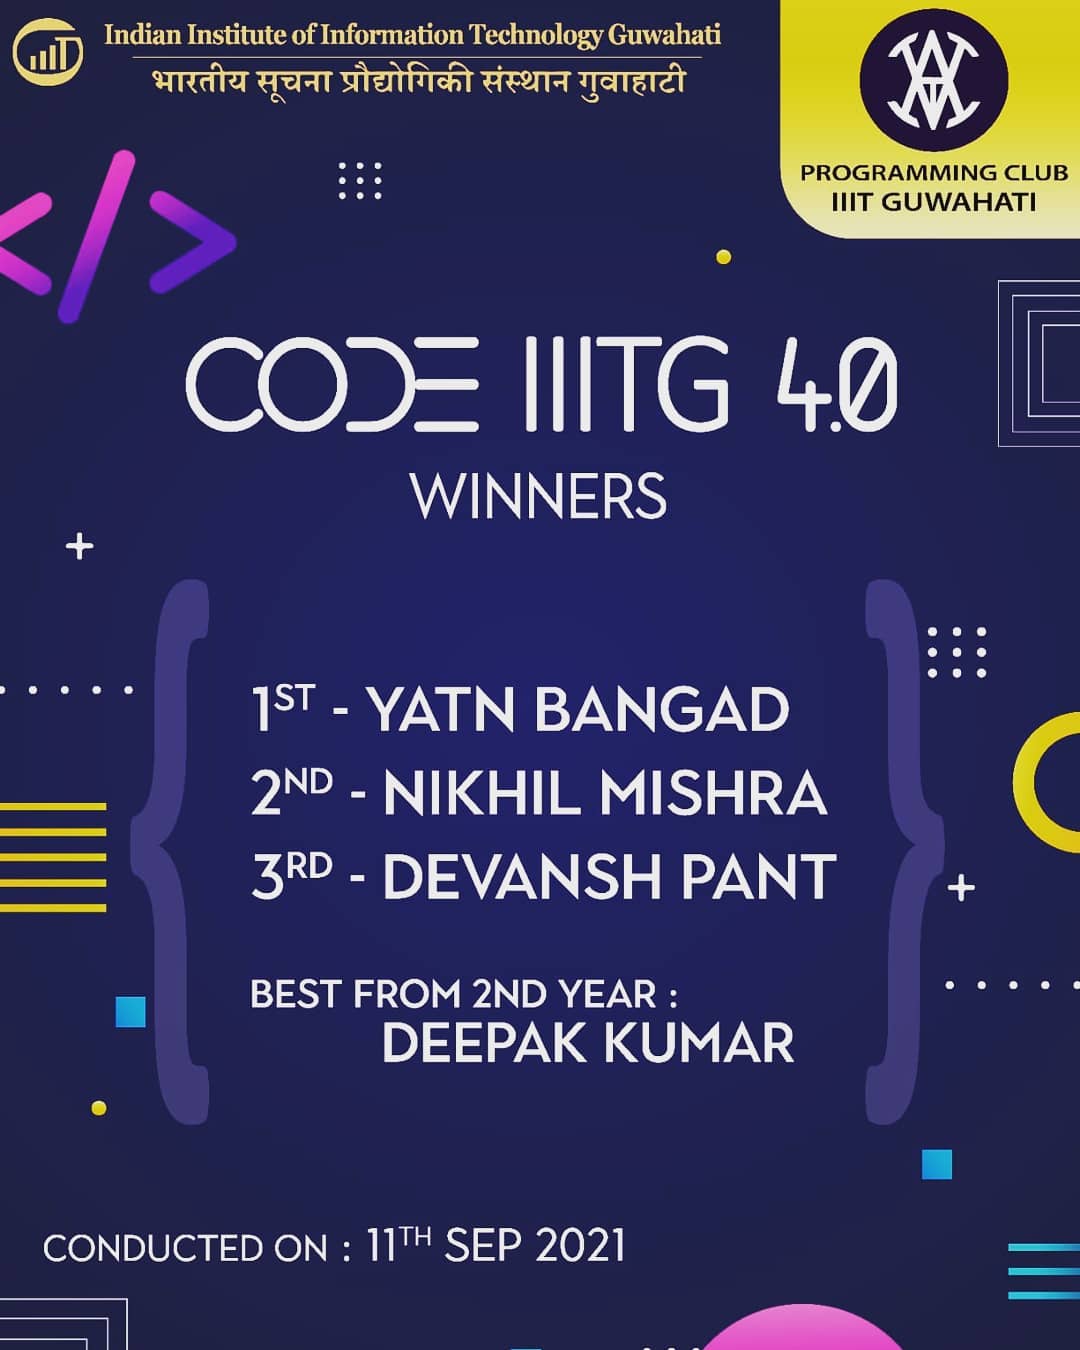 Indian Institute of Information Technology Guwahati
भारतीय सूचना प्रौद्योगिकी संस्थान गुवाहाटी
PROGRAMMING CLUB
IIIT GUWAHATI
</>
CODE IIITG 4.0
WINNERS
1ST - YATN BANGAD
2ND - NIKHIL MISHRA
3RD - DEVANSH PANT
BEST FROM 2ND YEAR :
DEEPAK KUMAR
CONDUCTED ON : 11TH SEP 2021